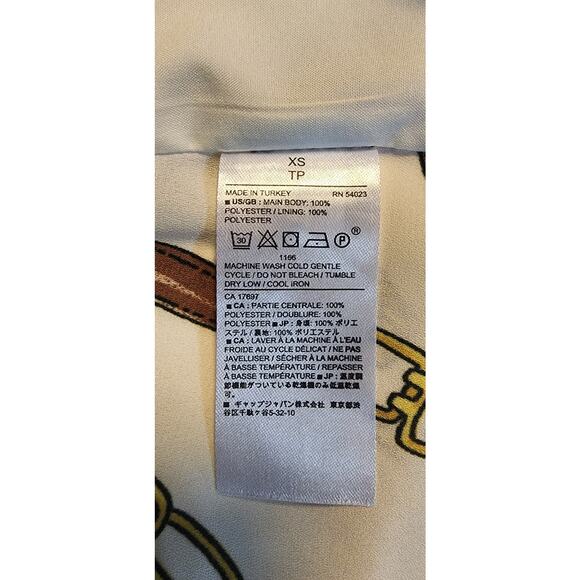 XS
TP
MADE IN TURKEY RN 54023
■ US/GB : MAIN BODY: 100%
POLYESTER / LINING: 100%
POLYESTER
30 P ®
1166
MACHINE WASH COLD GENTLE
CYCLE / DO NOT BLEACH / TUMBLE
DRY LOW / COOL IRON
CA 17897
■ CA : PARTIE CENTRALE: 100%
POLYESTER / DOUBLURE: 100%
POLYESTER ■ JP : 身頃: 100% ポリエ
ステル / 裏地: 100% ポリエステル
■ CA : LAVER À LA MACHINE À L'EAU
FROIDE AU CYCLE DÉLICAT / NE PAS
JAVELLISER / SÉCHER À LA MACHINE
À BASSE TEMPÉRATURE / REPASSER
À BASSE TEMPÉRATURE ■ JP : 温度調
節機能がついている乾燥機のみ低温乾燥
可。
■ ギャップジャパン株式会社 東京都渋
谷区千駄ヶ谷5-32-10